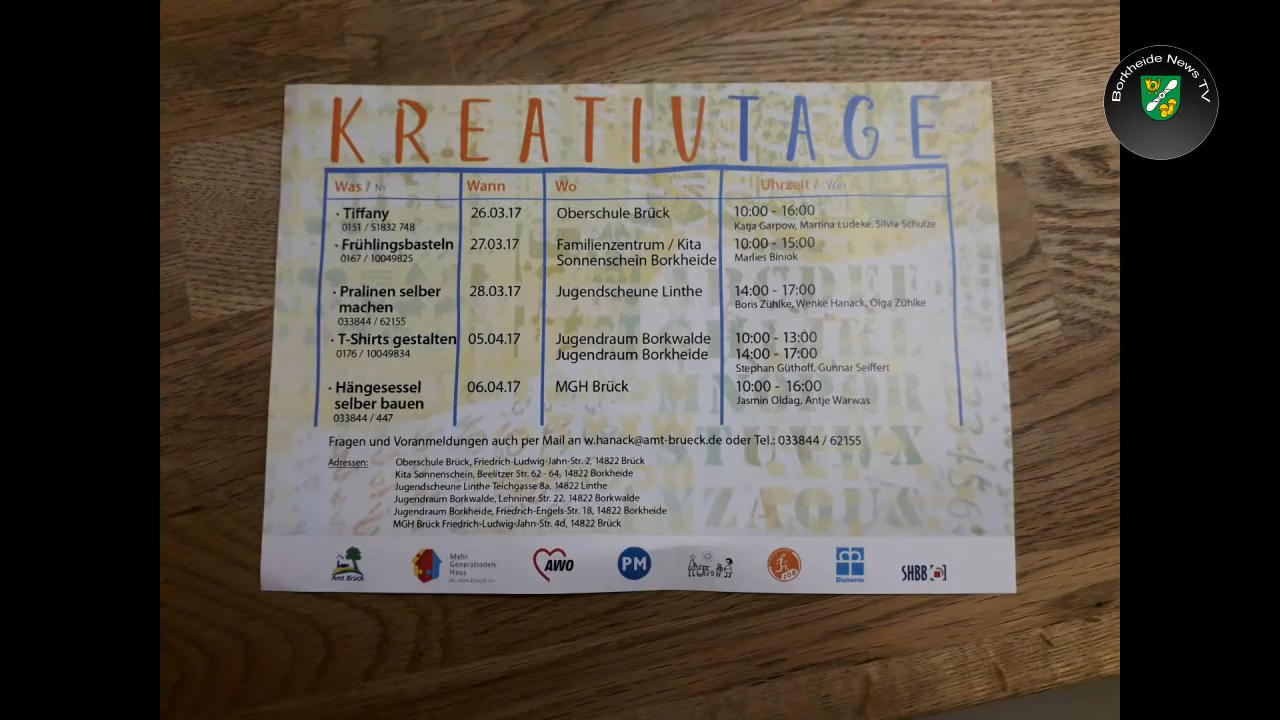 Borkheide News TV
KREATIVTAGE
Was / Nr. Wann Wo Uhrzeit / Wer
· Tiffany 26.03.17 Oberschule Brück 10:00 - 16:00
0151 / 51832 748 Katja Garpow, Martina Lüdeke, Silvia Schulze
· Frühlingsbasteln 27.03.17 Familienzentrum / Kita 10:00 - 15:00
0167 / 10049825 Sonnenschein Borkheide Marlies Biniok
· Pralinen selber 28.03.17 Jugendscheune Linthe 14:00 - 17:00
machen Boris Zühlke, Wenke Hanack, Olga Zühlke
033844 / 62155
· T-Shirts gestalten 05.04.17 Jugendraum Borkwalde 10:00 - 13:00
0176 / 10049834 Jugendraum Borkheide 14:00 - 17:00
Stephan Güthoff, Gunnar Seiffert
· Hängesessel 06.04.17 MGH Brück 10:00 - 16:00
selber bauen Jasmin Oldag, Antje Warwas
033844 / 447
Fragen und Voranmeldungen auch per Mail an w.hanack@amt-brueck.de oder Tel.: 033844 / 62155
Adressen: Oberschule Brück, Friedrich-Ludwig-Jahn-Str. 2, 14822 Brück
Kita Sonnenschein, Beelitzer Str. 62 - 64, 14822 Borkheide
Jugendscheune Linthe Teichgasse 8a, 14822 Linthe
Jugendraum Borkwalde, Lehniner Str. 22, 14822 Borkwalde
Jugendraum Borkheide, Friedrich-Engels-Str. 18, 14822 Borkheide
MGH Brück Friedrich-Ludwig-Jahn-Str. 4d, 14822 Brück
Amt Brück
Mehr
Generationen
Haus
AWO
PM
JOB
Diakonie
SHBB